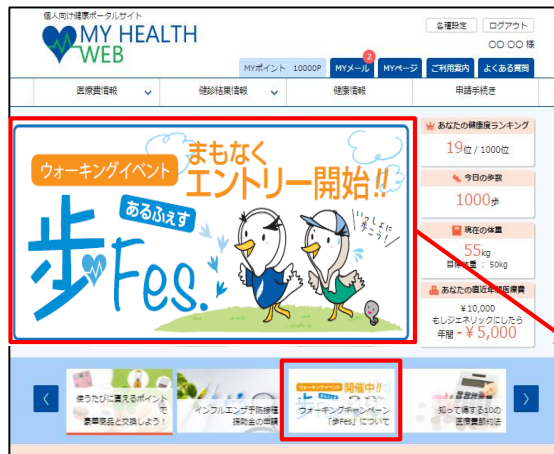 個人向け健康ポータルサイト
MY HEALTH
WEB
各種設定
ログアウト
○○ ○○ 様
MYポイント 10000P
MYメール
2
MYページ
ご利用案内
よくある質問
医療費情報
健診結果情報
健康情報
申請手続き
まもなく
ウォーキングイベント
エントリー開始!!
あるふぇす
歩Fes.
いっしょに
歩こう!
あなたの健康度ランキング
19位 / 1000位
今日の歩数
1000歩
現在の体重
55kg
目標体重 : 50kg
あなたの直近年間医療費
¥10,000
もしジェネリックにしたら
年間 -¥5,000
使うたびに貰えるポイント
で
豪華商品と交換しよう!
インフルエンザ予防接種
補助金の申請
ウォーキングイベント 開催中!!
ウォーキングキャンペーン
「歩Fes」について
知って得する10の
医療費節約法